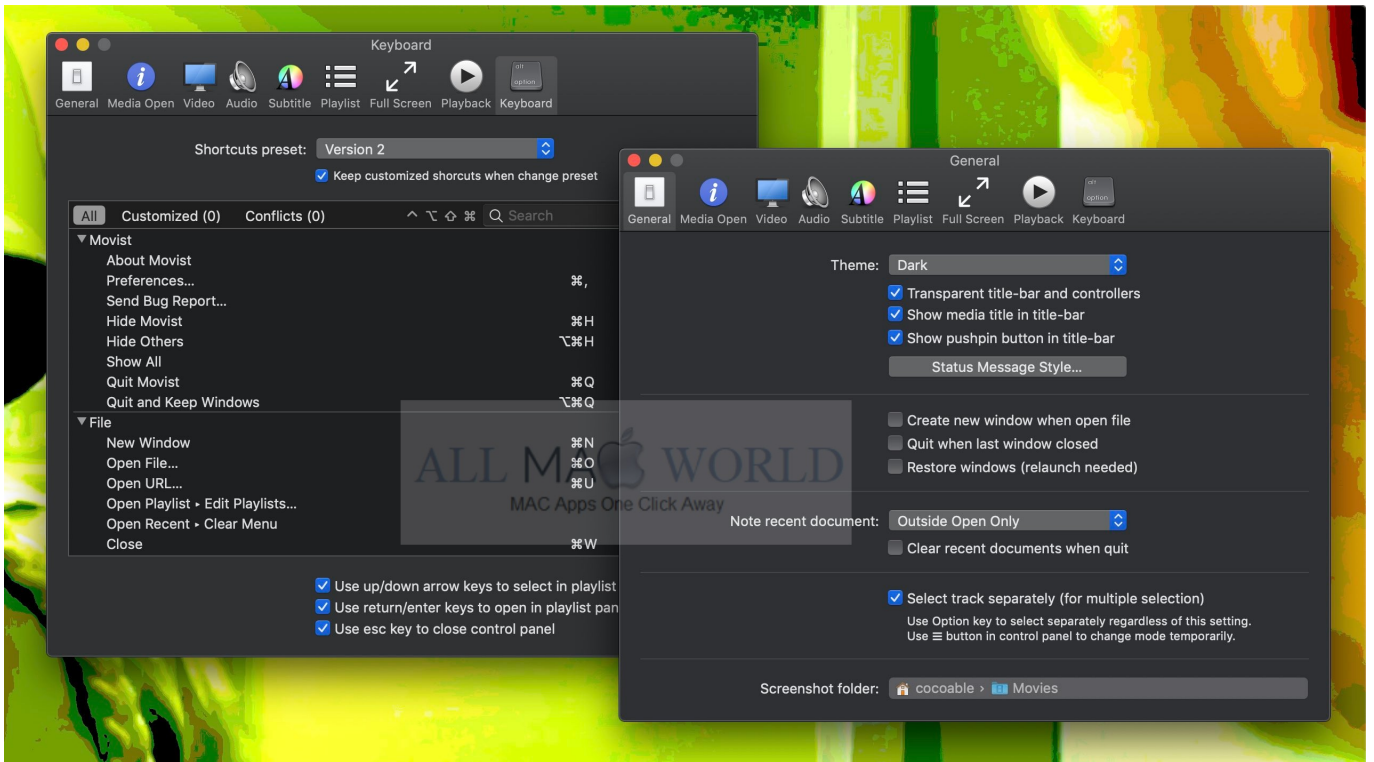 Keyboard
General Media Open Video Audio Subtitle Playlist Full Screen Playback Keyboard
Shortcuts preset: Version 2
Keep customized shorcuts when change preset
All Customized (0) Conflicts (0) ^ ⌥ ⇧ ⌘ Search
Movist
About Movist
Preferences... ⌘,
Send Bug Report...
Hide Movist ⌘H
Hide Others ⌥⌘H
Show All
Quit Movist ⌘Q
Quit and Keep Windows ⌥⌘Q
File
New Window ⌘N
Open File... ⌘O
Open URL... ⌘U
Open Playlist ▸ Edit Playlists...
Open Recent ▸ Clear Menu
Close ⌘W
Use up/down arrow keys to select in playlist
Use return/enter keys to open in playlist pan
Use esc key to close control panel
General
General Media Open Video Audio Subtitle Playlist Full Screen Playback Keyboard
Theme: Dark
Transparent title-bar and controllers
Show media title in title-bar
Show pushpin button in title-bar
Status Message Style...
Create new window when open file
Quit when last window closed
Restore windows (relaunch needed)
Note recent document: Outside Open Only
Clear recent documents when quit
Select track separately (for multiple selection)
Use Option key to select separately regardless of this setting.
Use ☰ button in control panel to change mode temporarily.
Screenshot folder: cocoable › Movies
ALL MAC WORLD
MAC Apps One Click Away